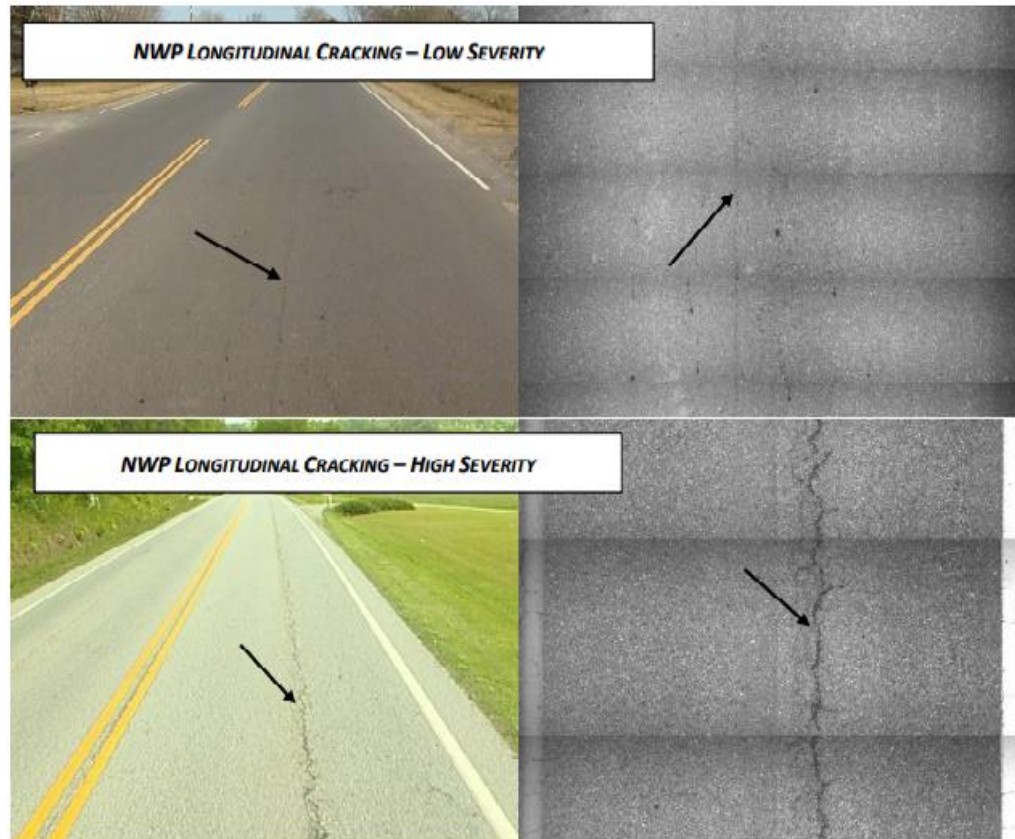 NWP LONGITUDINAL CRACKING – LOW SEVERITY
NWP LONGITUDINAL CRACKING – HIGH SEVERITY